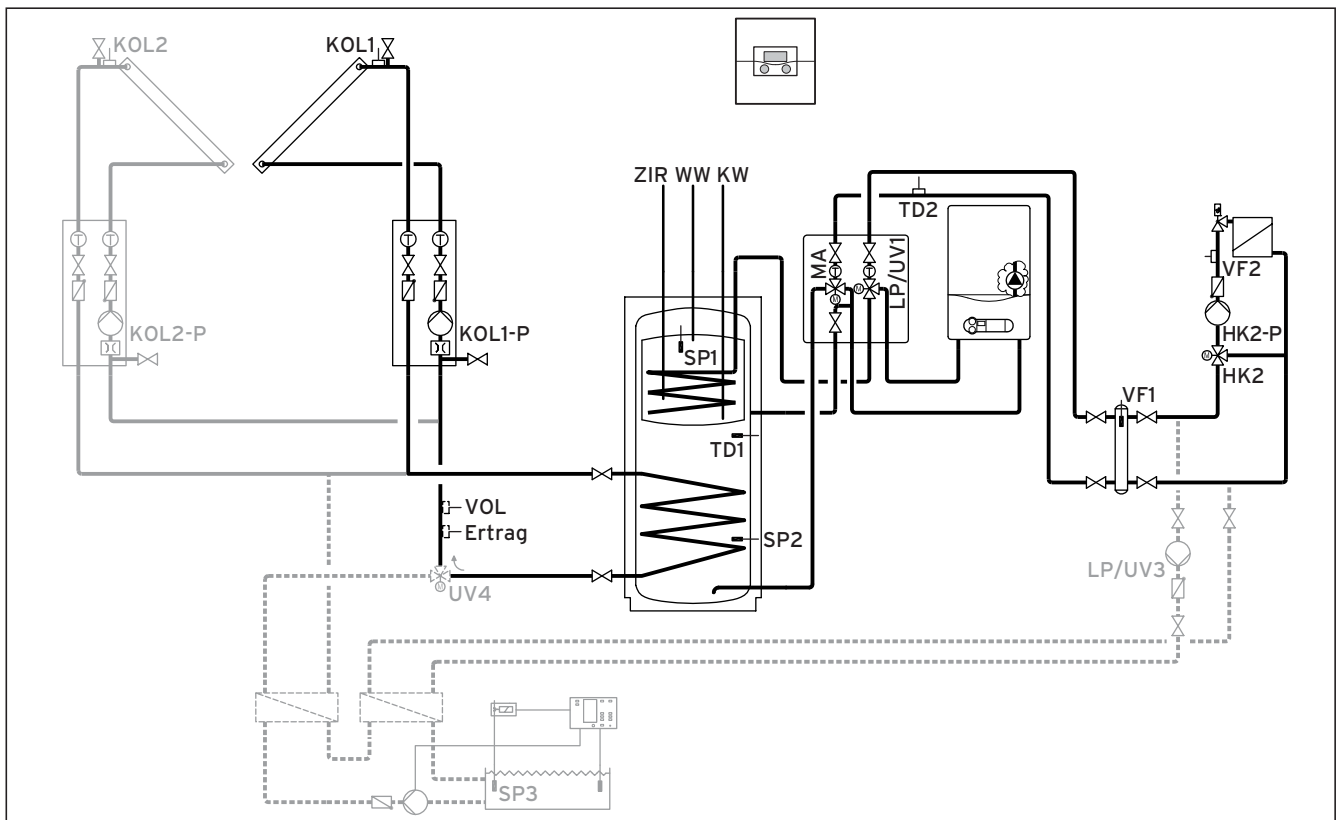 KOL2
KOL1
ZIR WW KW
TD2
MA
LP/UV1
VF2
KOL2-P
KOL1-P
HK2-P
SP1
HK2
VF1
TD1
VOL
Ertrag
SP2
LP/UV3
UV4
SP3